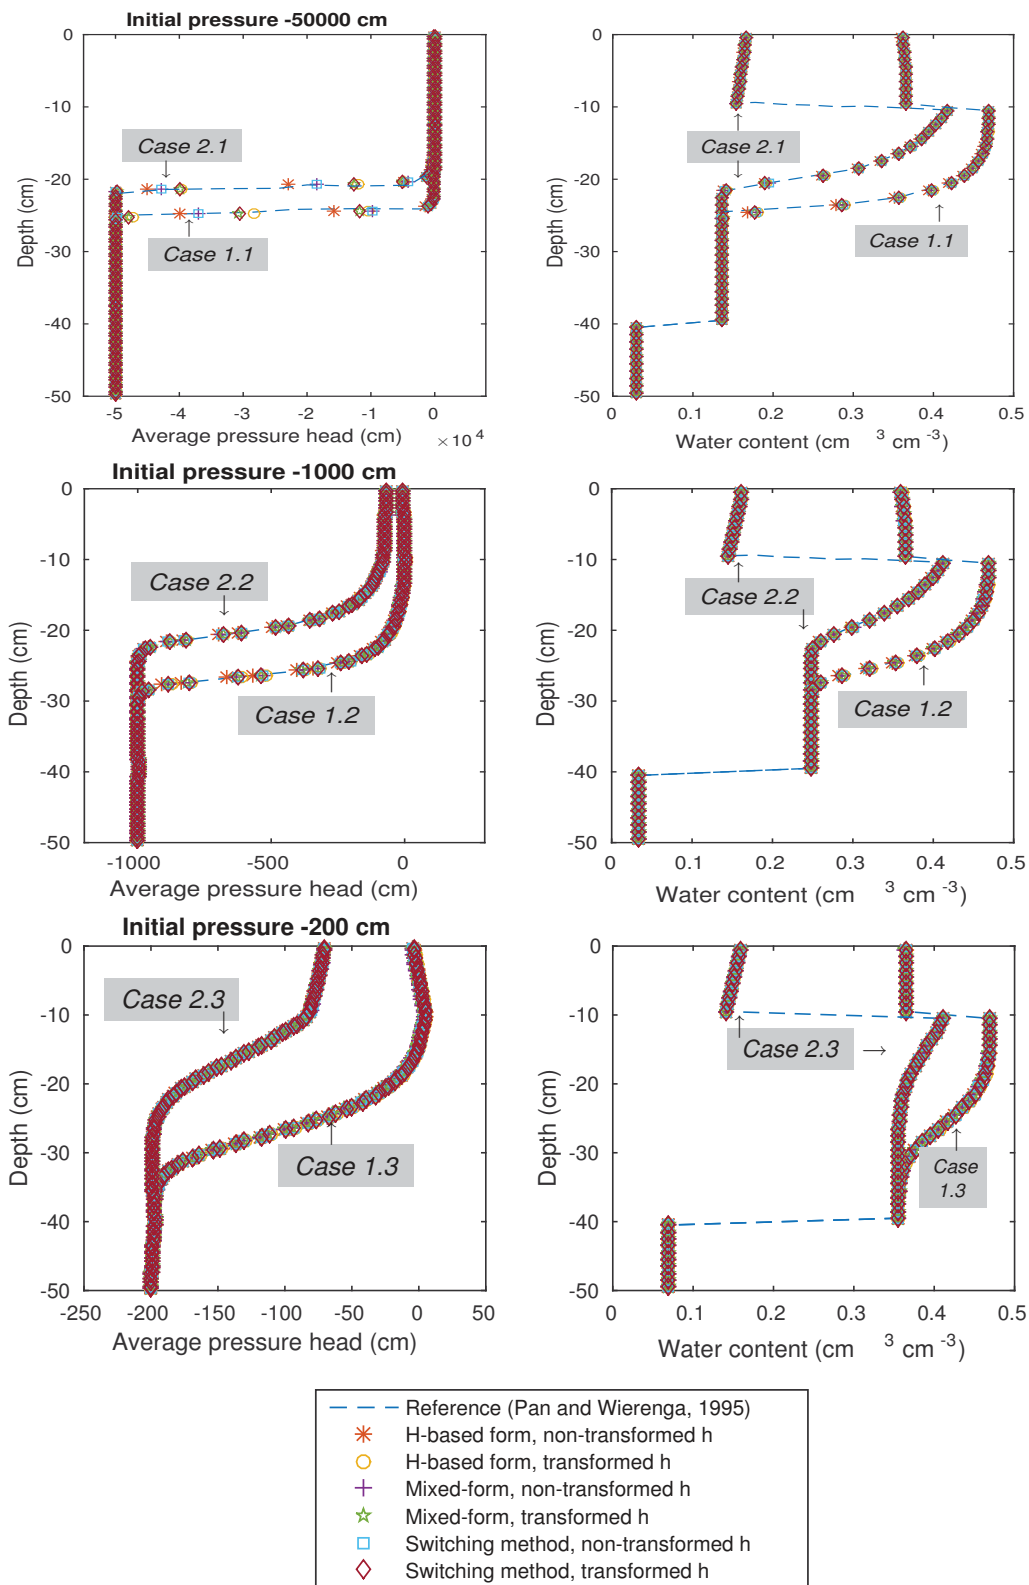 Initial pressure -50000 cm
0
-10
-20
-30
-40
-50
Depth (cm)
Case 2.1
Case 1.1
-5
-4
-3
-2
-1
0
× 10 4
Average pressure head (cm)
0
-10
-20
-30
-40
-50
Depth (cm)
Case 2.1
Case 1.1
0
0.1
0.2
0.3
0.4
0.5
Water content (cm 3 cm -3)
Initial pressure -1000 cm
0
-10
-20
-30
-40
-50
Depth (cm)
Case 2.2
Case 1.2
-1000
-500
0
Average pressure head (cm)
0
-10
-20
-30
-40
-50
Depth (cm)
Case 2.2
Case 1.2
0
0.1
0.2
0.3
0.4
0.5
Water content (cm 3 cm -3)
Initial pressure -200 cm
0
-10
-20
-30
-40
-50
Depth (cm)
Case 2.3
Case 1.3
-250
-200
-150
-100
-50
0
50
Average pressure head (cm)
0
-10
-20
-30
-40
-50
Depth (cm)
Case 2.3
Case
1.3
0
0.1
0.2
0.3
0.4
0.5
Water content (cm 3 cm -3)
Reference (Pan and Wierenga, 1995)
H-based form, non-transformed h
H-based form, transformed h
Mixed-form, non-transformed h
Mixed-form, transformed h
Switching method, non-transformed h
Switching method, transformed h